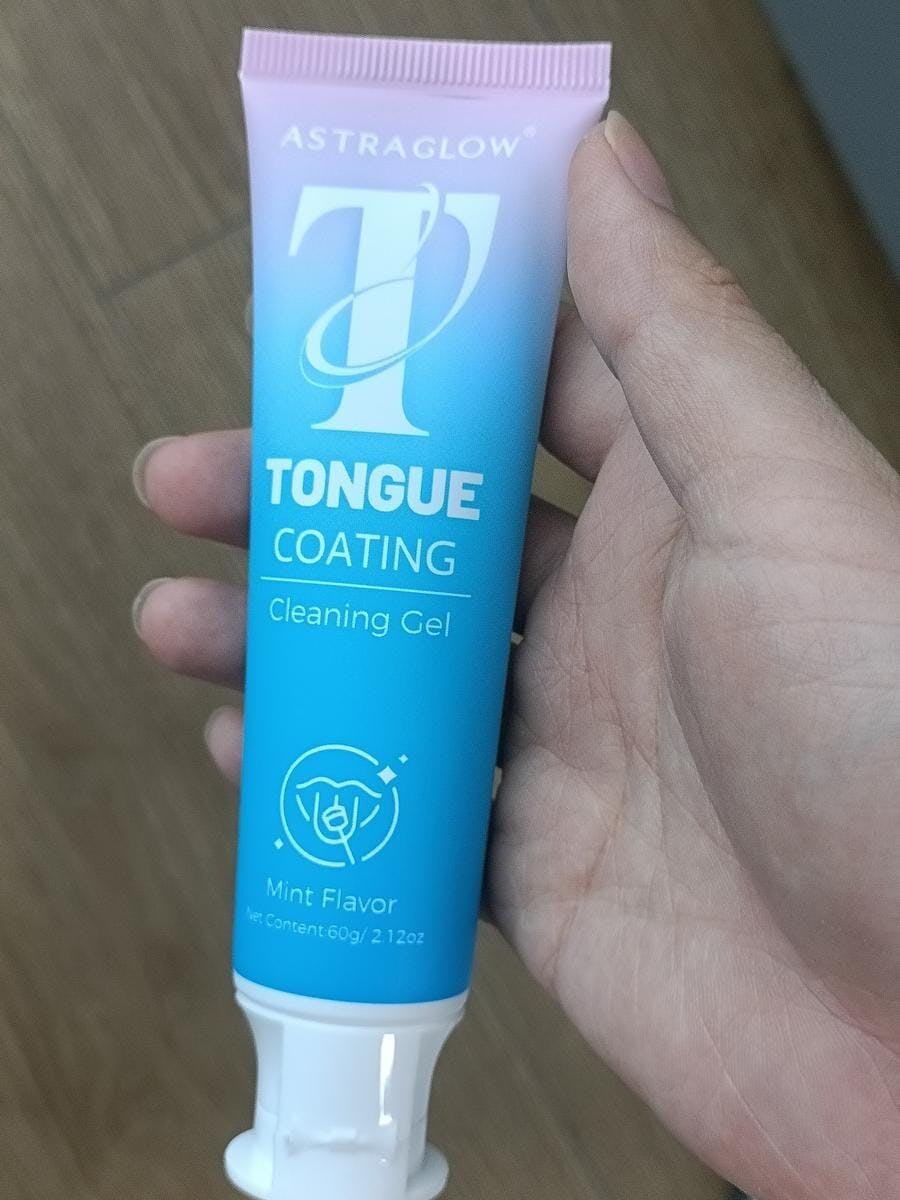 ASTRAGLOW®
T
TONGUE
COATING
Cleaning Gel
Mint Flavor
Net Content:60g/ 2.12oz